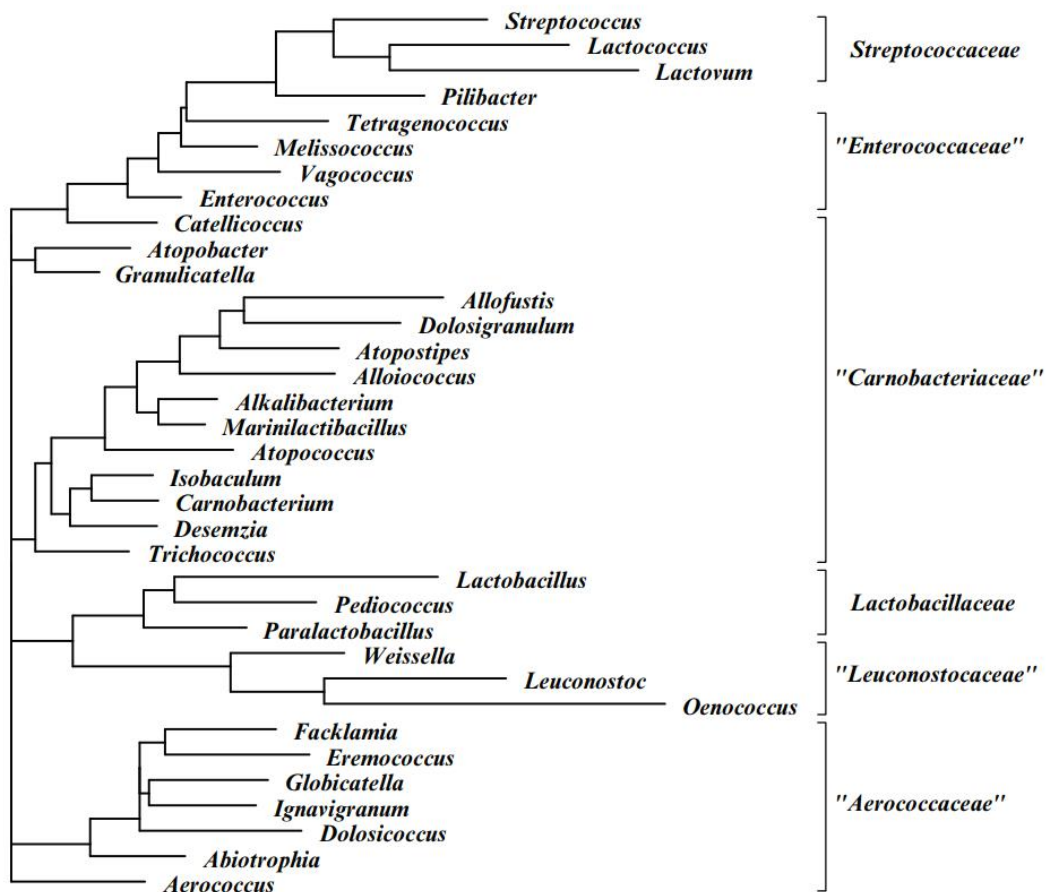 Streptococcus
Lactococcus
Streptococcaceae
Lactovum
Pilibacter
Tetragenococcus
Melissococcus
"Enterococcaceae"
Vagococcus
Enterococcus
Catellicoccus
Atopobacter
Granulicatella
Allofustis
Dolosigranulum
Atopostipes
Alloiococcus
"Carnobacteriaceae"
Alkalibacterium
Marinilactibacillus
Atopococcus
Isobaculum
Carnobacterium
Desemzia
Trichococcus
Lactobacillus
Pediococcus
Lactobacillaceae
Paralactobacillus
Weissella
Leuconostoc
"Leuconostocaceae"
Oenococcus
Facklamia
Eremococcus
Globicatella
Ignavigranum
"Aerococcaceae"
Dolosicoccus
Abiotrophia
Aerococcus